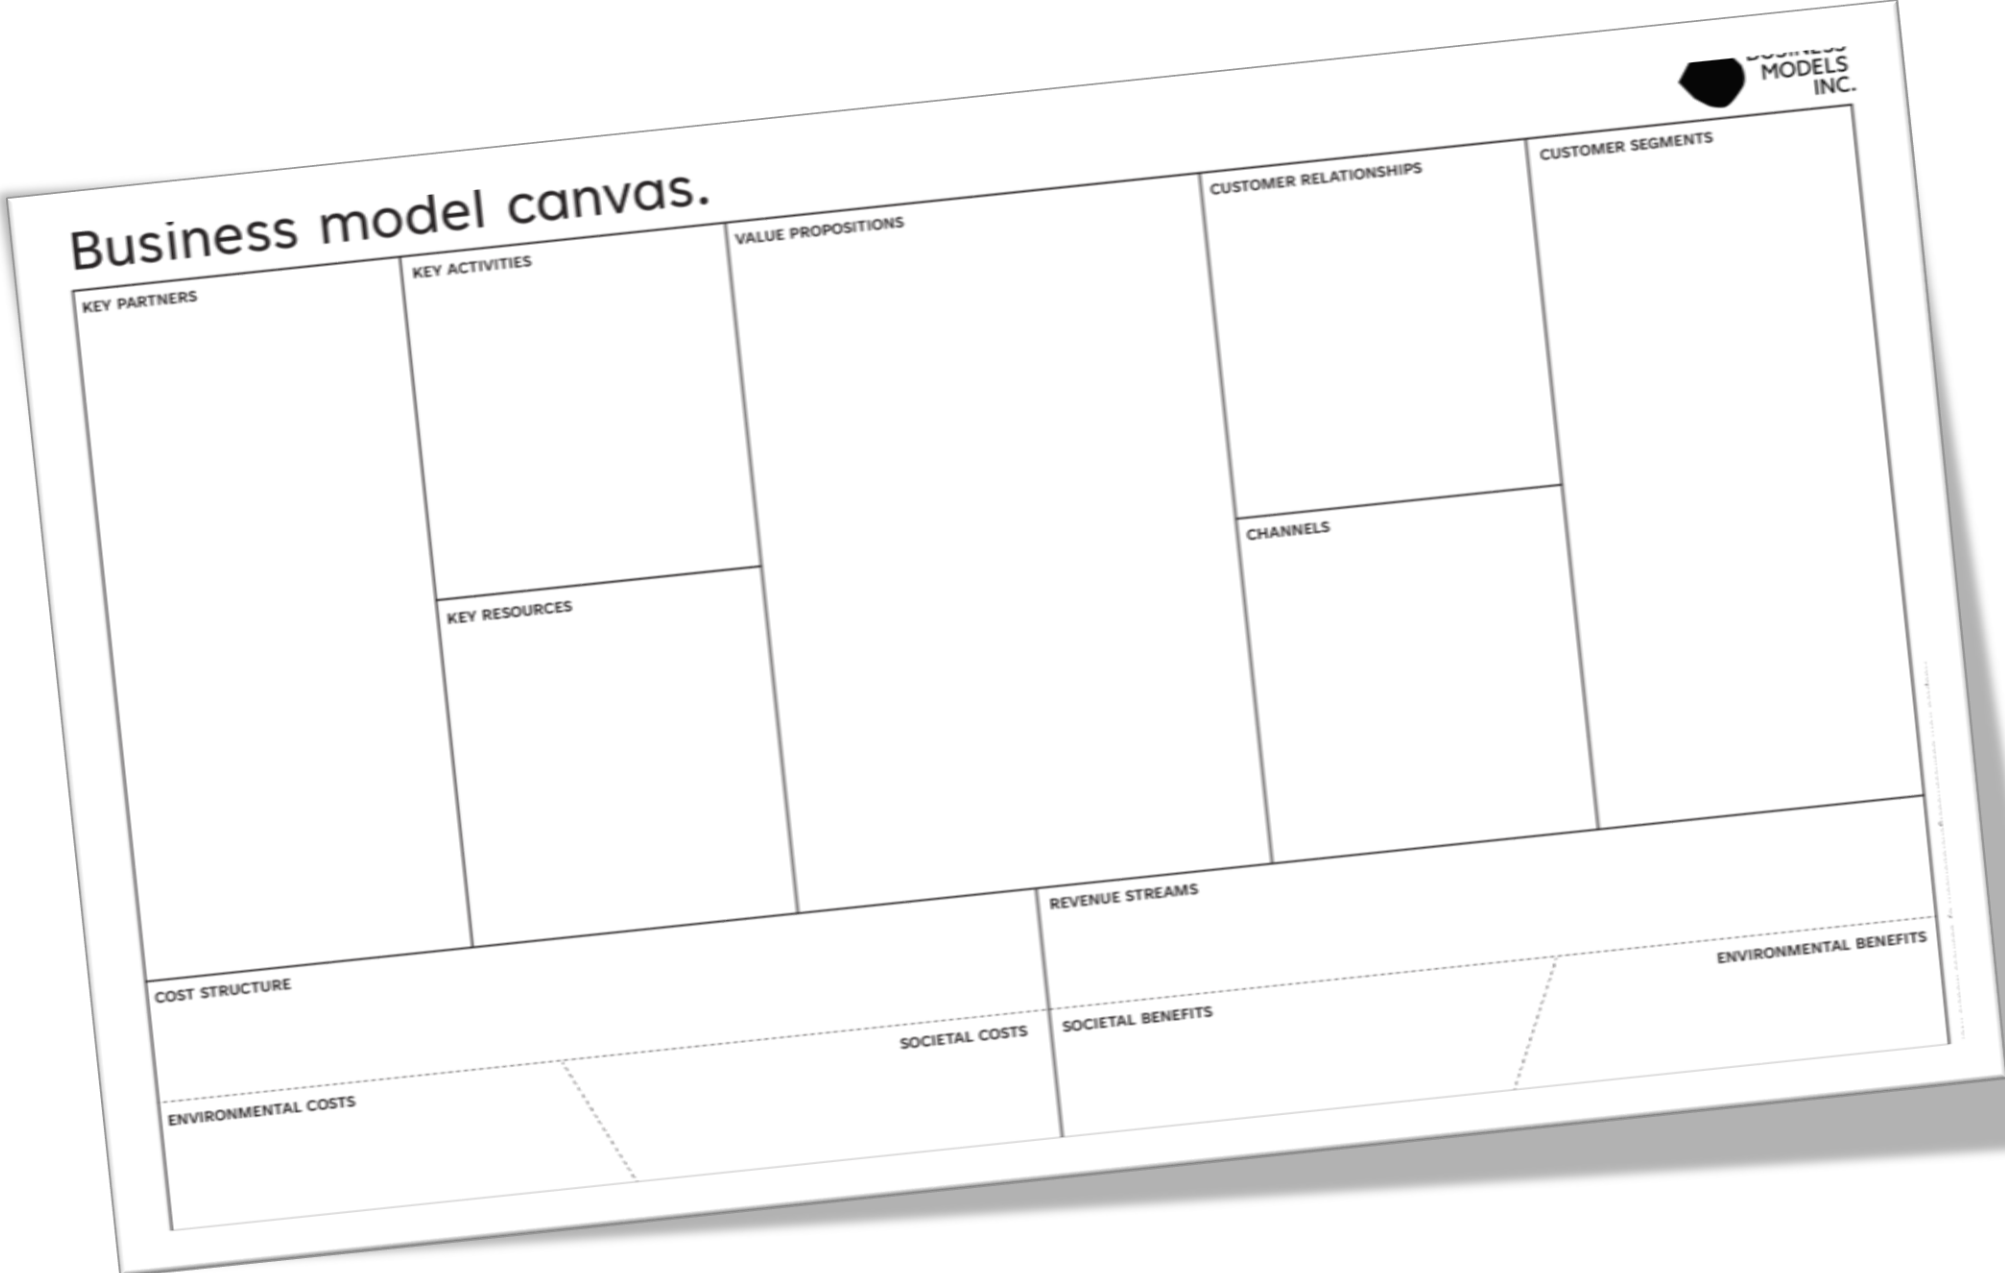 BUSINESS
MODELS
INC.
Business model canvas.
KEY PARTNERS
KEY ACTIVITIES
KEY RESOURCES
VALUE PROPOSITIONS
CUSTOMER RELATIONSHIPS
CHANNELS
CUSTOMER SEGMENTS
COST STRUCTURE
ENVIRONMENTAL COSTS
SOCIETAL COSTS
REVENUE STREAMS
SOCIETAL BENEFITS
ENVIRONMENTAL BENEFITS